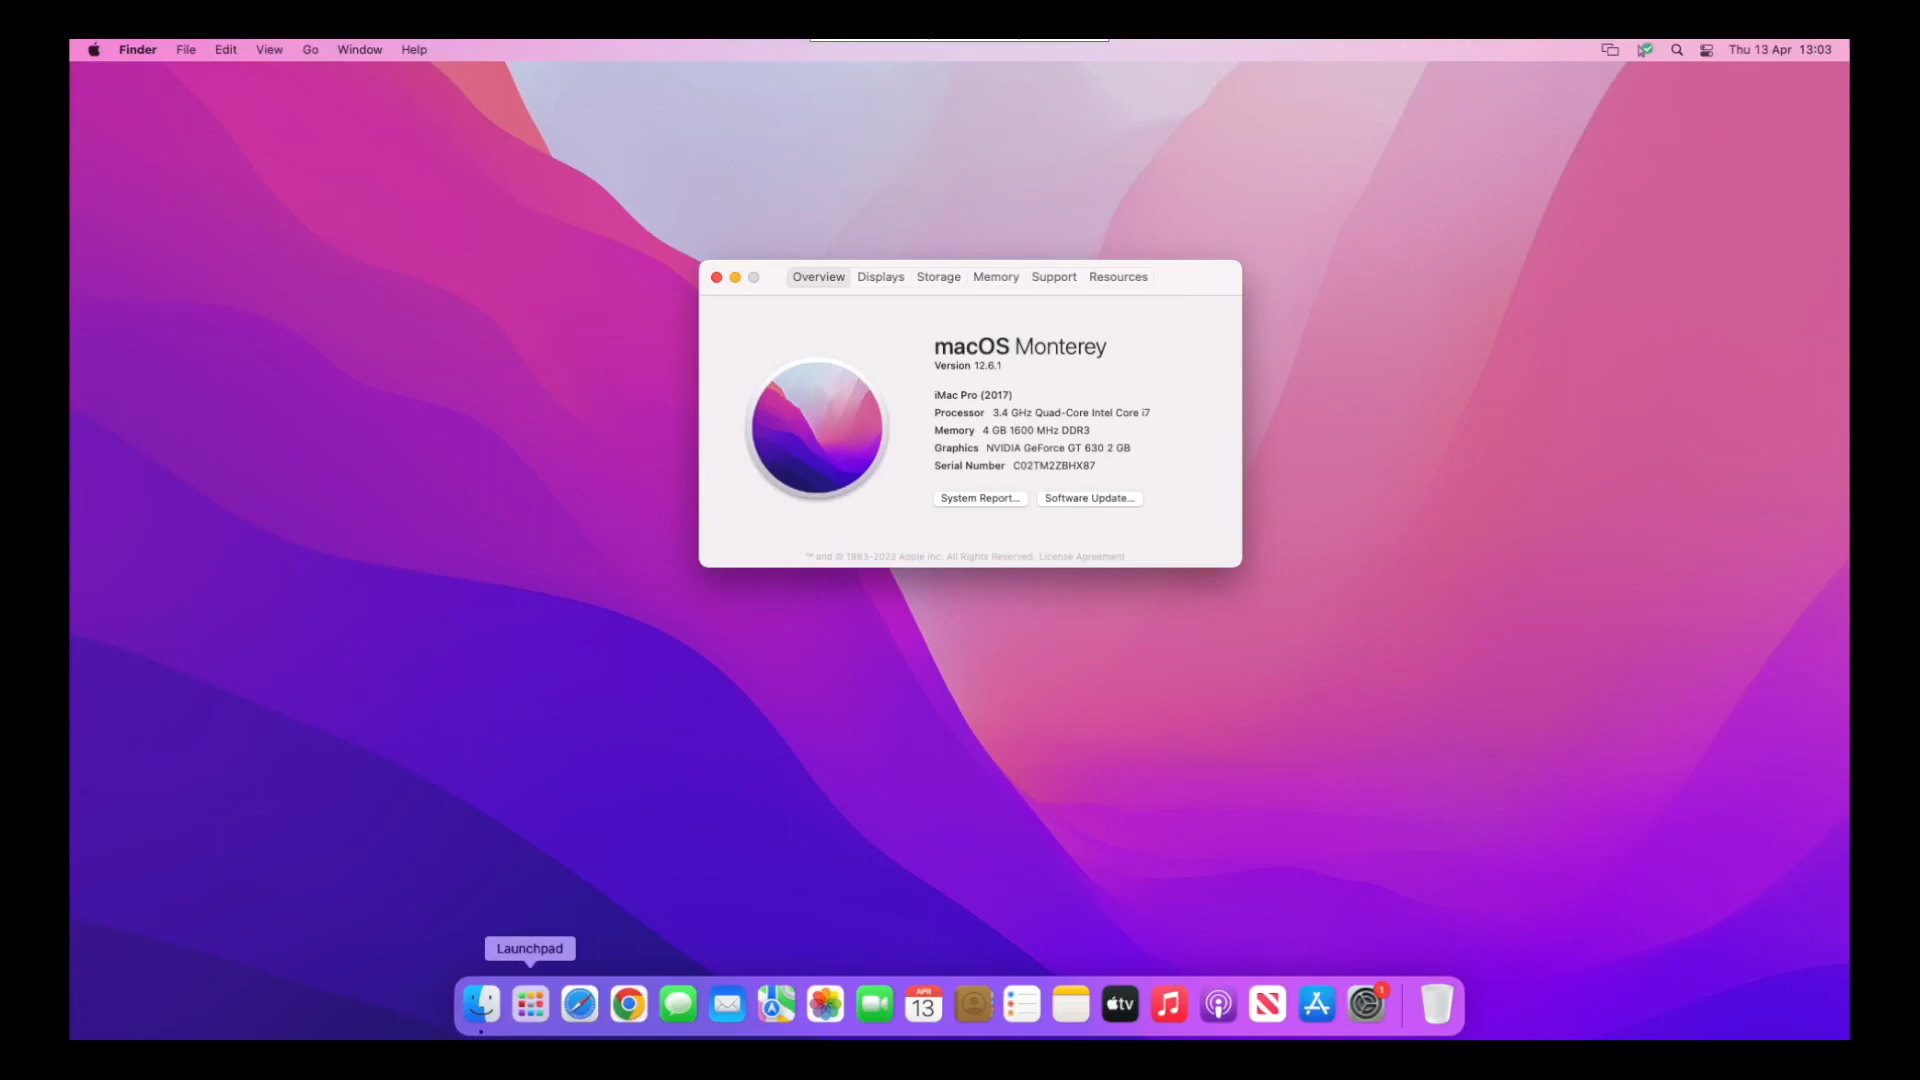 Finder File Edit View Go Window Help Thu 13 Apr 13:03
Overview Displays Storage Memory Support Resources
macOS Monterey
Version 12.6.1
iMac Pro (2017)
Processor 3.4 GHz Quad-Core Intel Core i7
Memory 4 GB 1600 MHz DDR3
Graphics NVIDIA GeForce GT 630 2 GB
Serial Number C02TM2ZBHX87
System Report... Software Update...
™ and © 1983-2022 Apple Inc. All Rights Reserved. License Agreement
Launchpad
APR
13
tv
1